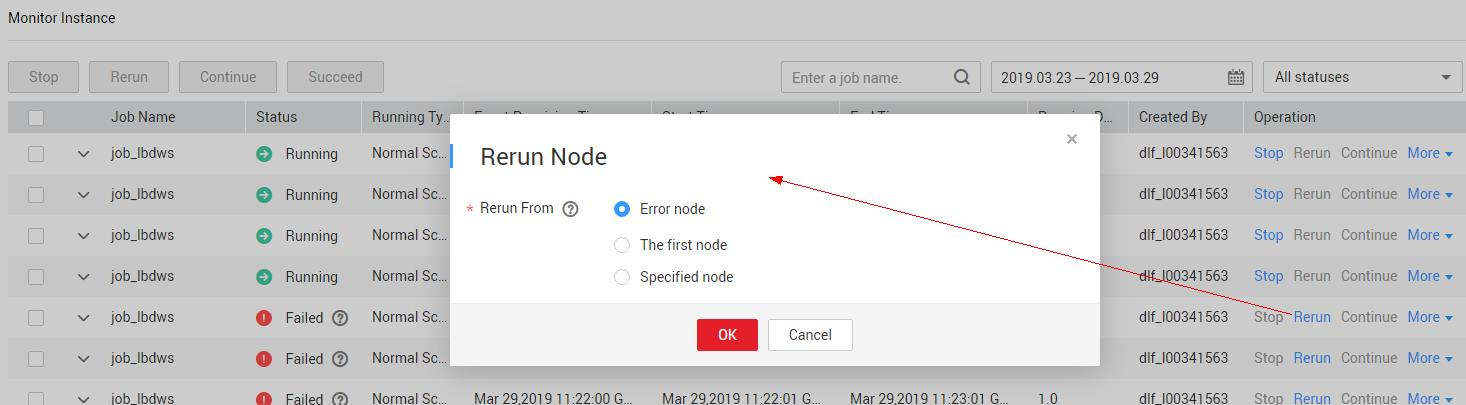 Monitor Instance
Stop Rerun Continue Succeed Enter a job name. 2019.03.23 — 2019.03.29 All statuses
Job Name Status Running Ty... Created By Operation
job_lbdws Running Normal Sc... dlf_l00341563 Stop Rerun Continue More
job_lbdws Running Normal Sc... dlf_l00341563 Stop Rerun Continue More
job_lbdws Running Normal Sc... dlf_l00341563 Stop Rerun Continue More
job_lbdws Running Normal Sc... dlf_l00341563 Stop Rerun Continue More
job_lbdws Failed Normal Sc... dlf_l00341563 Stop Rerun Continue More
job_lbdws Failed Normal Sc... dlf_l00341563 Stop Rerun Continue More
job_lbdws Failed Normal Sc... Mar 29,2019 11:22:00 G... Mar 29,2019 11:22:01 G... Mar 29,2019 11:23:01 G... 1.0 dlf_l00341563 Stop Rerun Continue More
Rerun Node
* Rerun From Error node
The first node
Specified node
OK Cancel